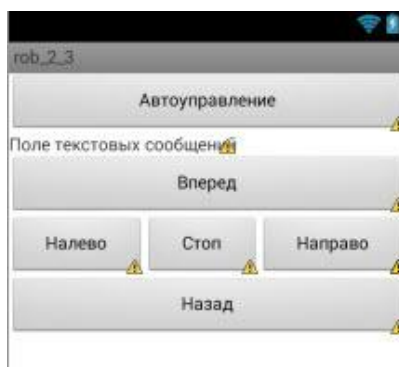 rob_2_3
Автоуправление
Поле текстовых сообщений
Вперед
Налево Стоп Направо
Назад